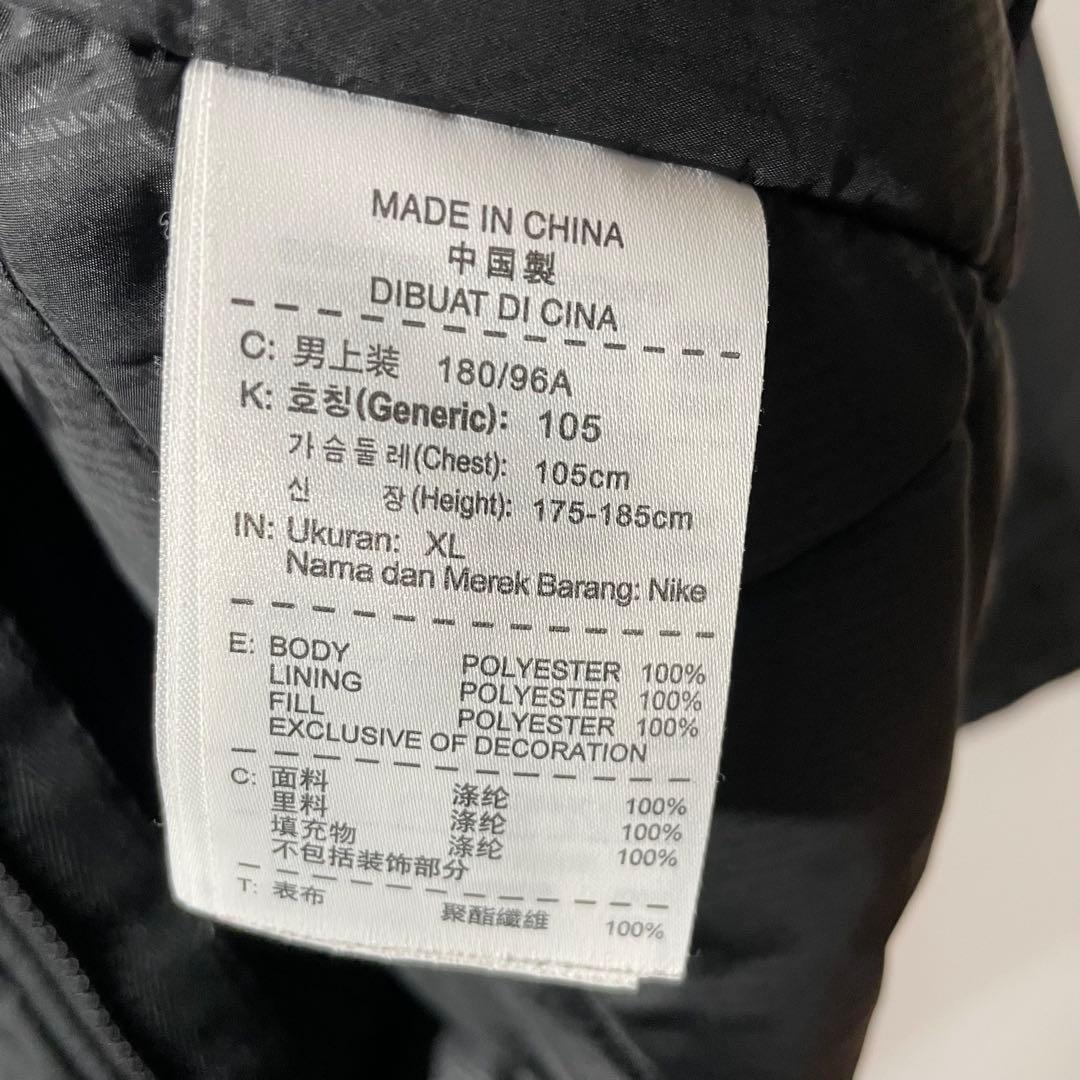 MADE IN CHINA
中国製
DIBUAT DI CINA
C: 男上装 180/96A
K: 호칭(Generic): 105
가슴둘레(Chest): 105cm
신 장(Height): 175-185cm
IN: Ukuran: XL
Nama dan Merek Barang: Nike
E: BODY POLYESTER 100%
LINING POLYESTER 100%
FILL POLYESTER 100%
EXCLUSIVE OF DECORATION
C: 面料 涤纶 100%
里料 涤纶 100%
填充物 涤纶 100%
不包括装饰部分
T: 表布 聚酯纖維 100%